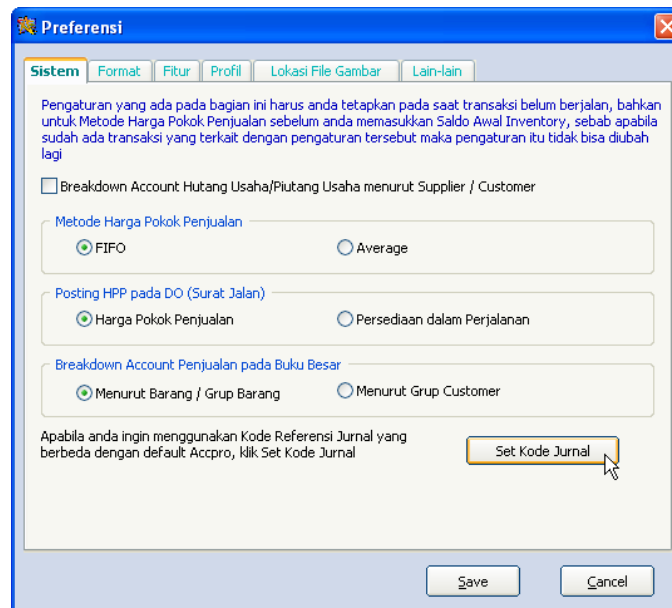 Preferensi
Sistem Format Fitur Profil Lokasi File Gambar Lain-lain
Pengaturan yang ada pada bagian ini harus anda tetapkan pada saat transaksi belum berjalan, bahkan
untuk Metode Harga Pokok Penjualan sebelum anda memasukkan Saldo Awal Inventory, sebab apabila
sudah ada transaksi yang terkait dengan pengaturan tersebut maka pengaturan itu tidak bisa diubah
lagi
Breakdown Account Hutang Usaha/Piutang Usaha menurut Supplier / Customer
Metode Harga Pokok Penjualan
FIFO Average
Posting HPP pada DO (Surat Jalan)
Harga Pokok Penjualan Persediaan dalam Perjalanan
Breakdown Account Penjualan pada Buku Besar
Menurut Barang / Grup Barang Menurut Grup Customer
Apabila anda ingin menggunakan Kode Referensi Jurnal yang
berbeda dengan default Accpro, klik Set Kode Jurnal
Set Kode Jurnal
Save Cancel